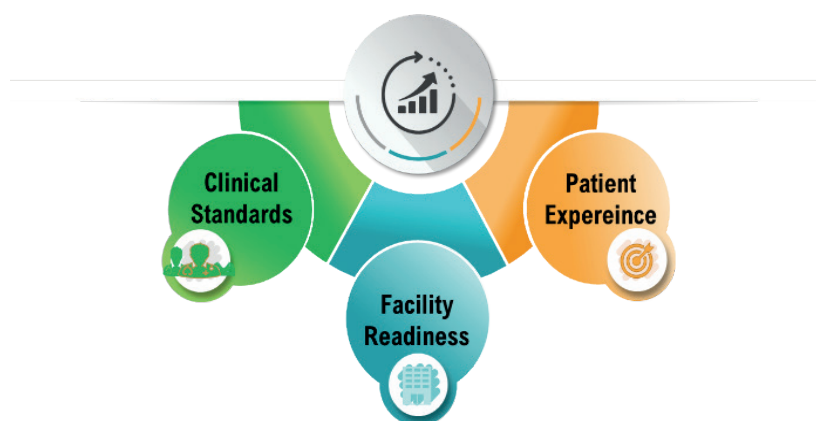 Clinical
Standards
Patient
Expereince
Facility
Readiness